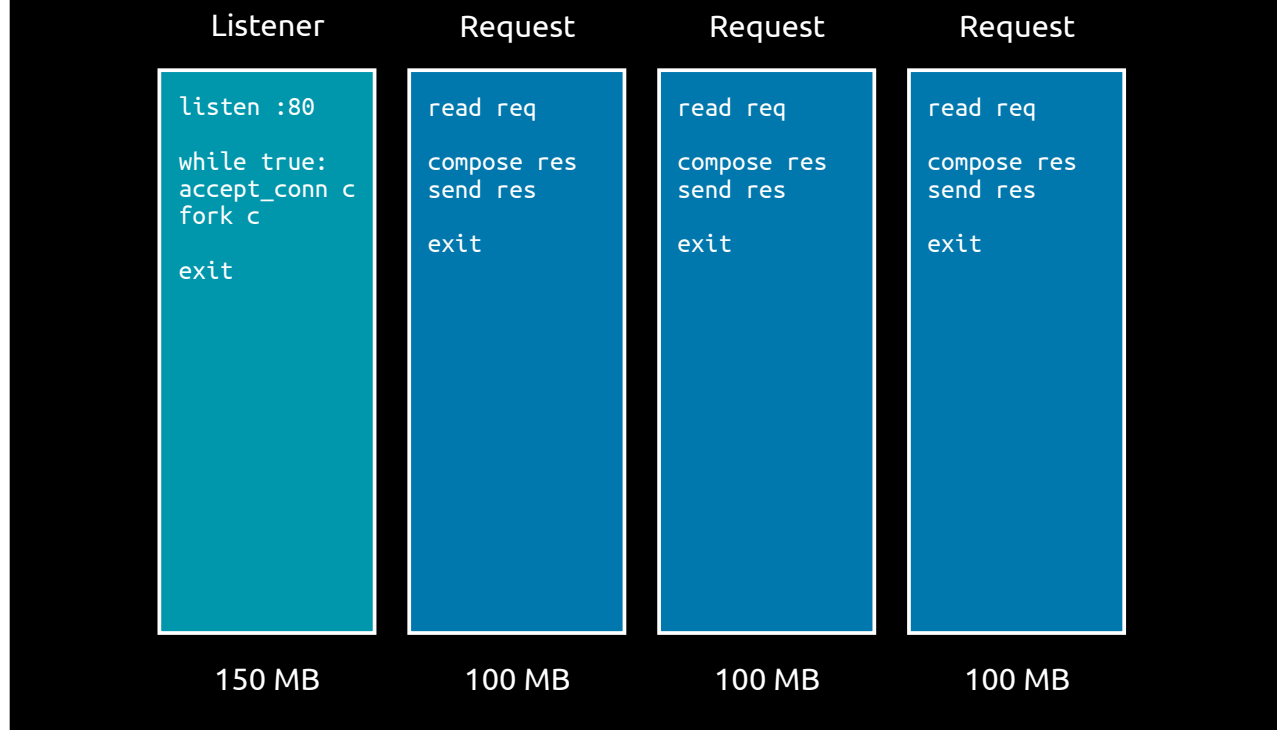 Listener
listen :80
while true:
accept_conn c
fork c
exit
150 MB
Request
read req
compose res
send res
exit
100 MB
Request
read req
compose res
send res
exit
100 MB
Request
read req
compose res
send res
exit
100 MB